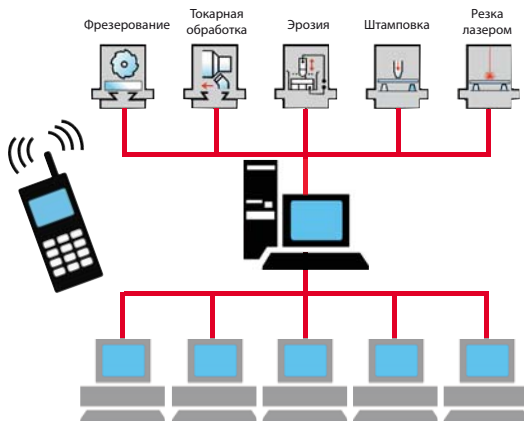 Фрезерование
Токарная
обработка
Эрозия
Штамповка
Резка
лазером